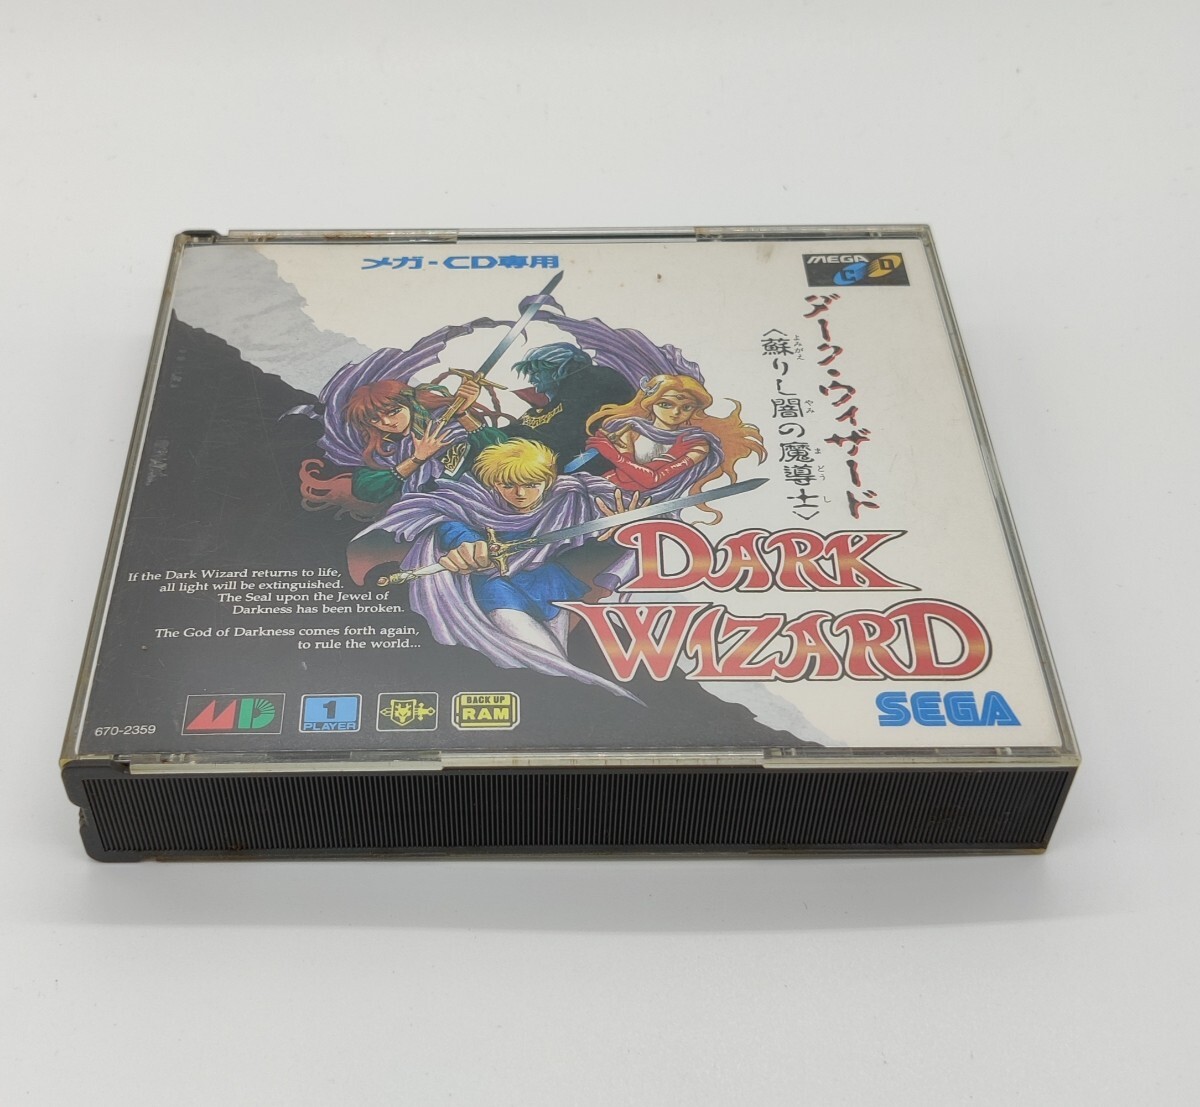 メガ-CD専用
MEGA
CD
ダーク・ウィザード
〈蘇りし闇の魔導士〉
よみがえ やみ まどうし
DARK
WIZARD
If the Dark Wizard returns to life,
all light will be extinguished.
The Seal upon the Jewel of
Darkness has been broken.
The God of Darkness comes forth again,
to rule the world...
SEGA
670-2359
MD
1
PLAYER
BACK UP
RAM